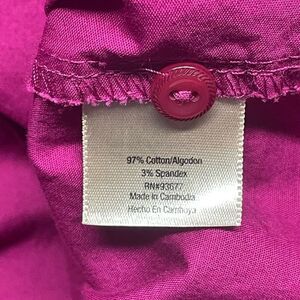 97% Cotton/Algodon
3% Spandex
RN#93677
Made in Cambodia
Hecho En Camboya